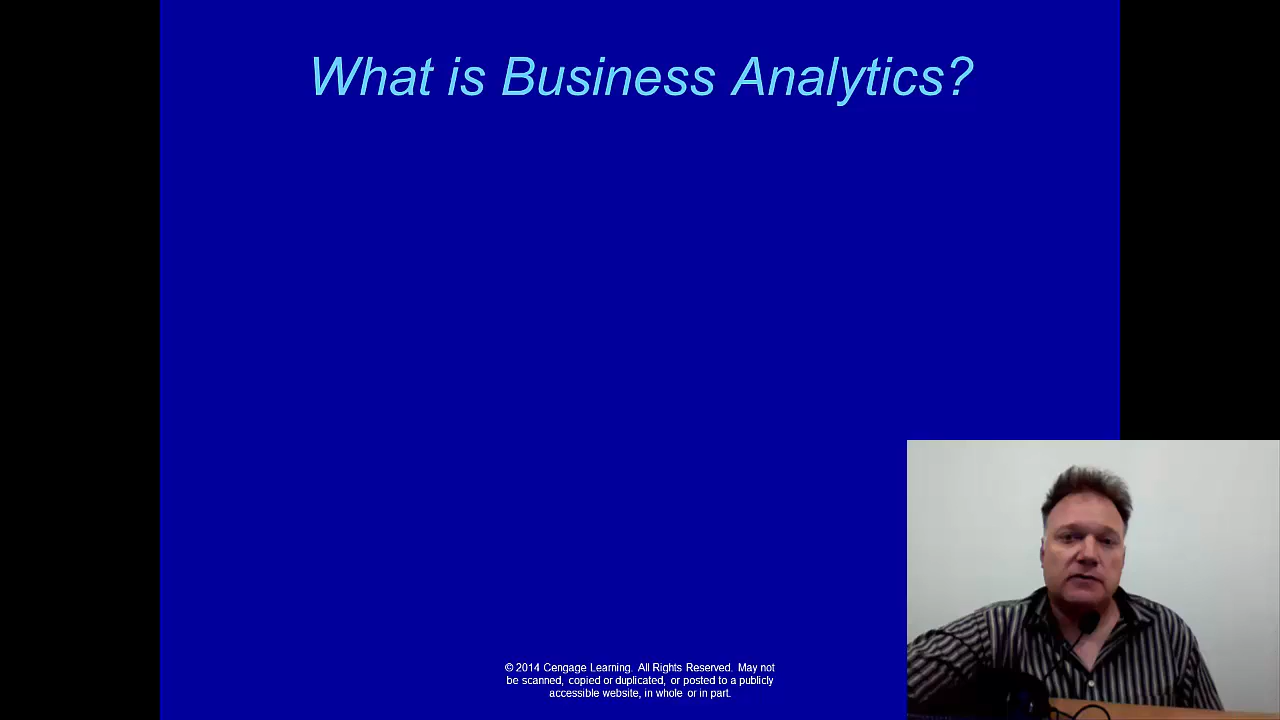 What is Business Analytics?
© 2014 Cengage Learning. All Rights Reserved. May not
be scanned, copied or duplicated, or posted to a publicly
accessible website, in whole or in part.